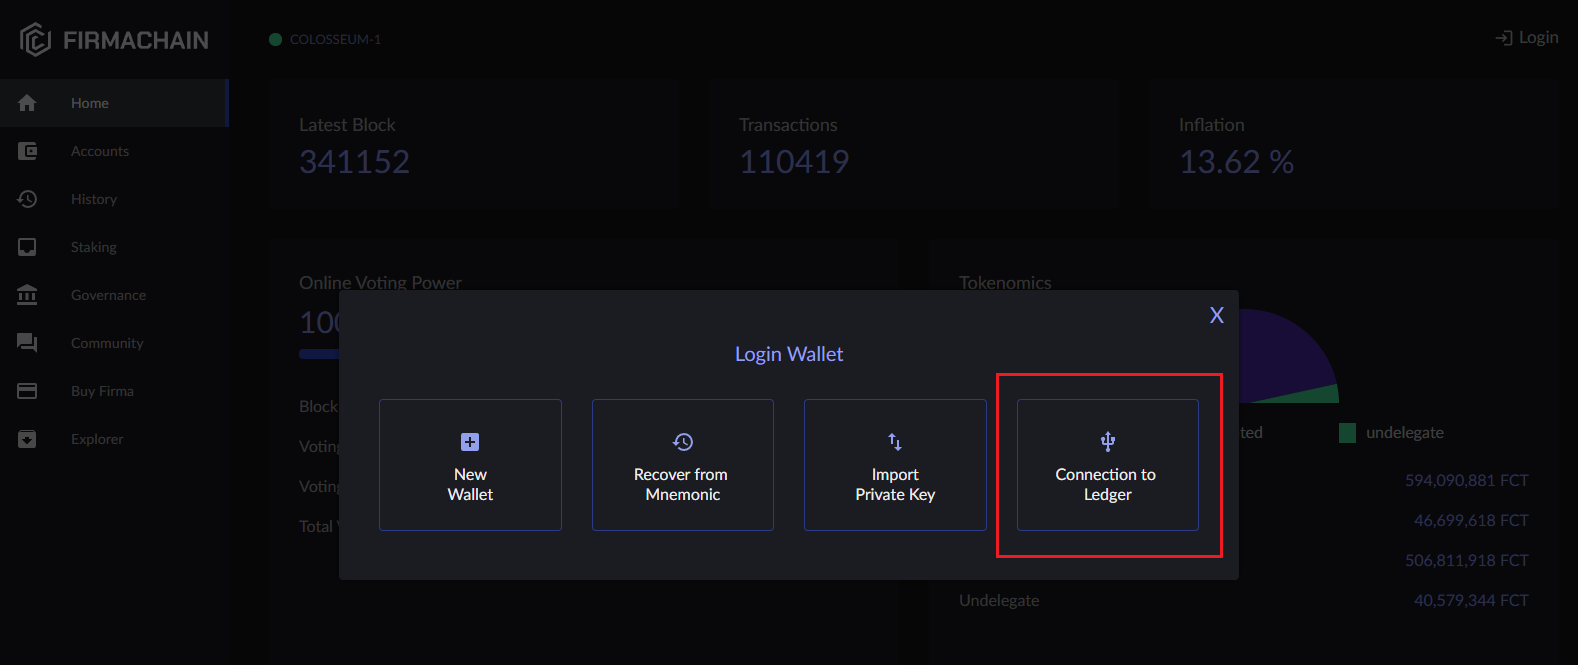 FIRMACHAIN
COLOSSEUM-1
Login
Home
Accounts
History
Staking
Governance
Community
Buy Firma
Explorer
Latest Block
341152
Transactions
110419
Inflation
13.62 %
Online Voting Power
100
Block
Voting
Voting
Total
Tokenomics
undelegate
594,090,881 FCT
46,699,618 FCT
506,811,918 FCT
Undelegate
40,579,344 FCT
X
Login Wallet
New
Wallet
Recover from
Mnemonic
Import
Private Key
Connection to
Ledger